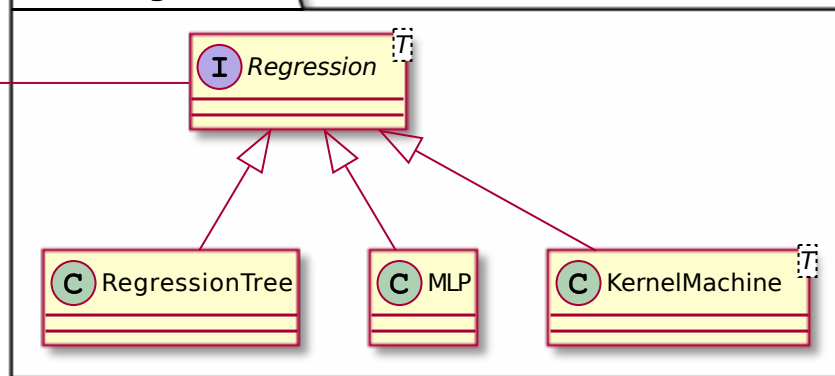 T
I Regression
T
C RegressionTree
C MLP
C KernelMachine